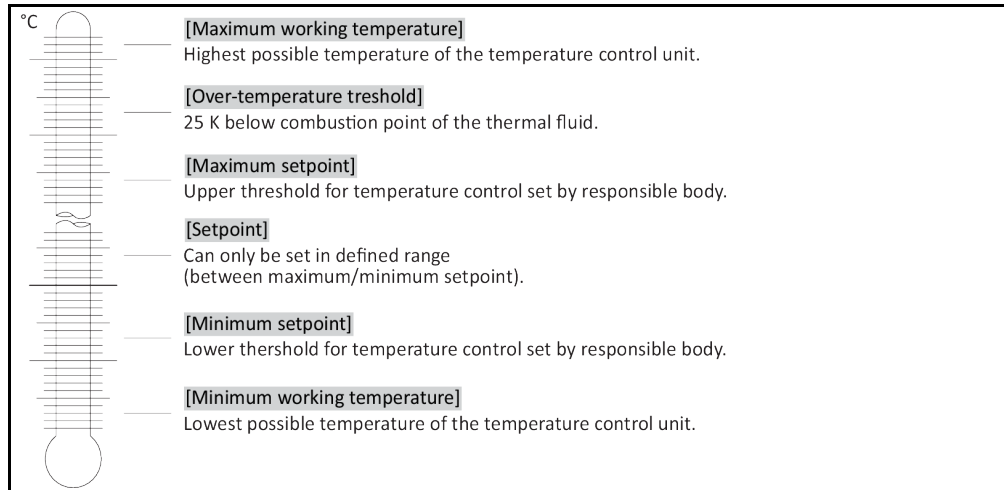 °C
[Maximum working temperature]
Highest possible temperature of the temperature control unit.
[Over-temperature treshold]
25 K below combustion point of the thermal fluid.
[Maximum setpoint]
Upper threshold for temperature control set by responsible body.
[Setpoint]
Can only be set in defined range
(between maximum/minimum setpoint).
[Minimum setpoint]
Lower thershold for temperature control set by responsible body.
[Minimum working temperature]
Lowest possible temperature of the temperature control unit.